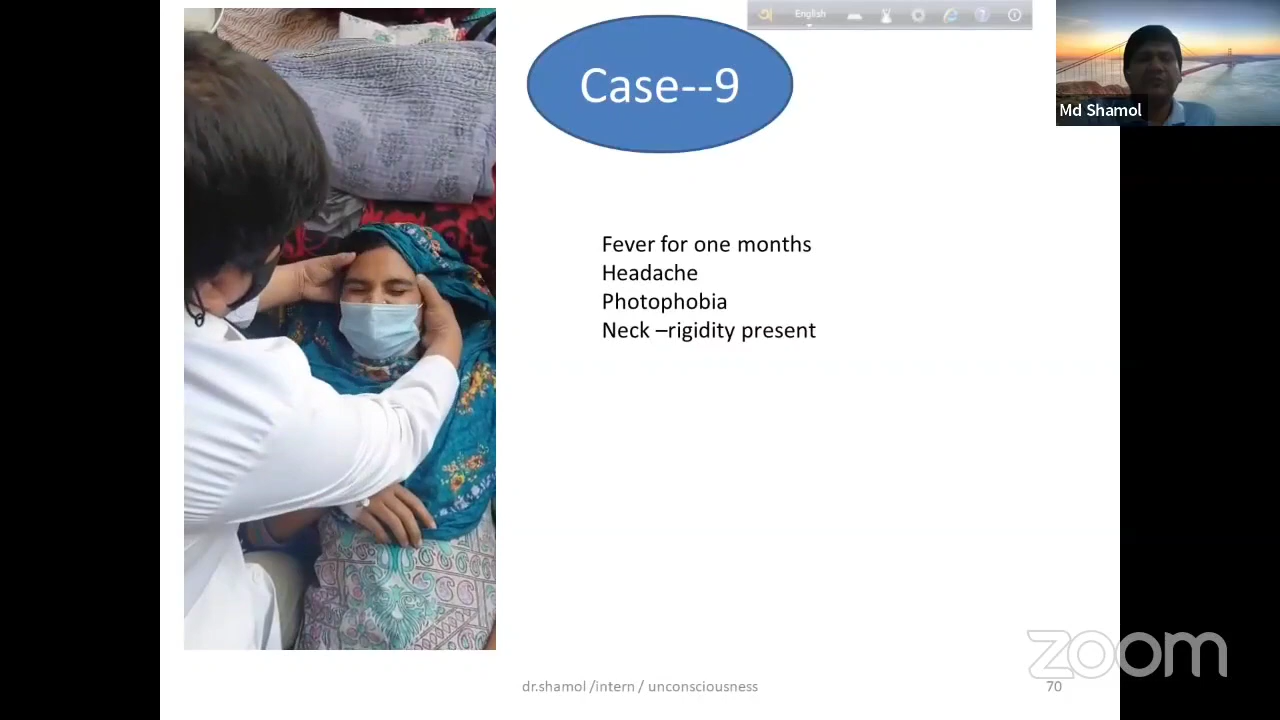 English
Case--9
Md Shamol
Fever for one months
Headache
Photophobia
Neck –rigidity present
zoom
dr.shamol /intern / unconsciousness
70